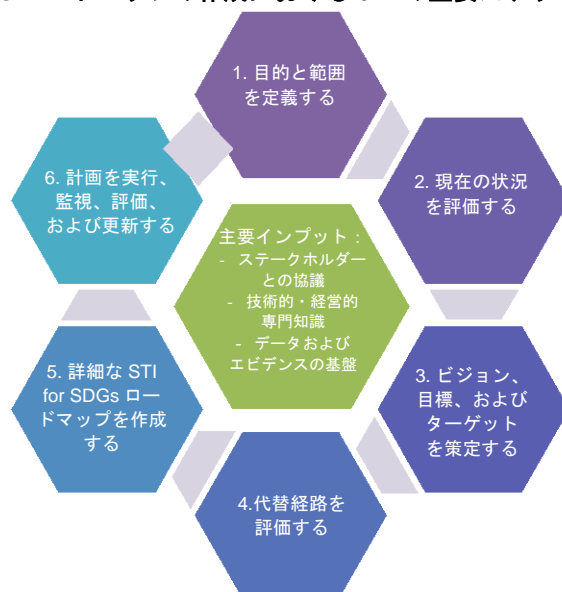 1. 目的と範囲
を定義する
2. 現在の状況
を評価する
3. ビジョン、
目標、および
ターゲット
を策定する
4.代替経路を
評価する
5. 詳細な STI
for SDGs ロー
ドマップを作成
する
6. 計画を実行、
監視、評価、
および更新する
主要インプット：
- ステークホルダー
との協議
- 技術的・経営的
専門知識
- データおよび
エビデンスの基盤